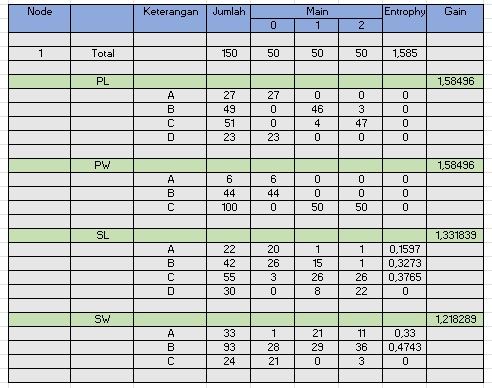 Node Keterangan Jumlah Main Entrophy Gain
0 1 2
1 Total 150 50 50 50 1,585
PL 1,58496
A 27 27 0 0 0
B 49 0 46 3 0
C 51 0 4 47 0
D 23 23 0 0 0
PW 1,58496
A 6 6 0 0 0
B 44 44 0 0 0
C 100 0 50 50 0
SL 1,331839
A 22 20 1 1 0,1597
B 42 26 15 1 0,3273
C 55 3 26 26 0,3765
D 30 0 8 22 0
SW 1,218289
A 33 1 21 11 0,33
B 93 28 29 36 0,4743
C 24 21 0 3 0